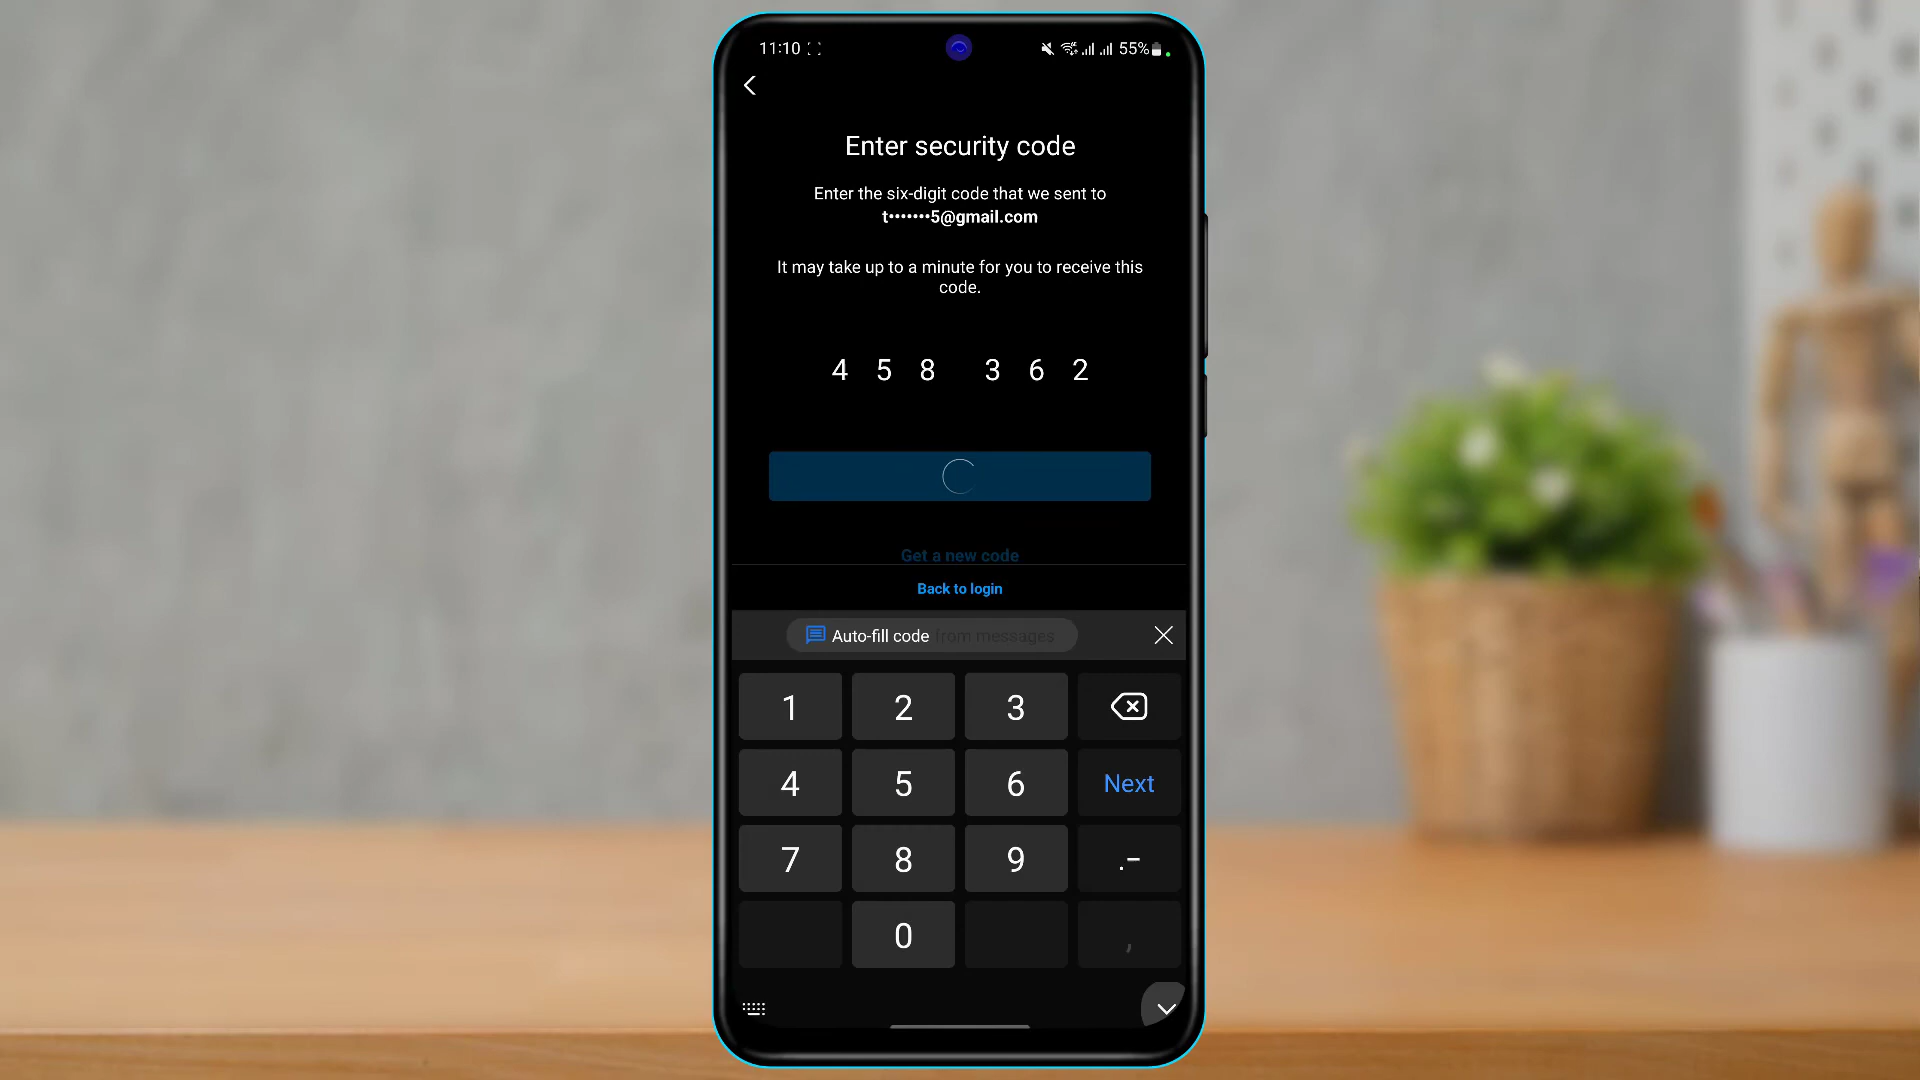 11:10
55%
Enter security code
Enter the six-digit code that we sent to
t•••••••5@gmail.com
It may take up to a minute for you to receive this
code.
4 5 8 3 6 2
Get a new code
Back to login
Auto-fill code from messages
1 2 3
4 5 6 Next
7 8 9 .-
0 ,